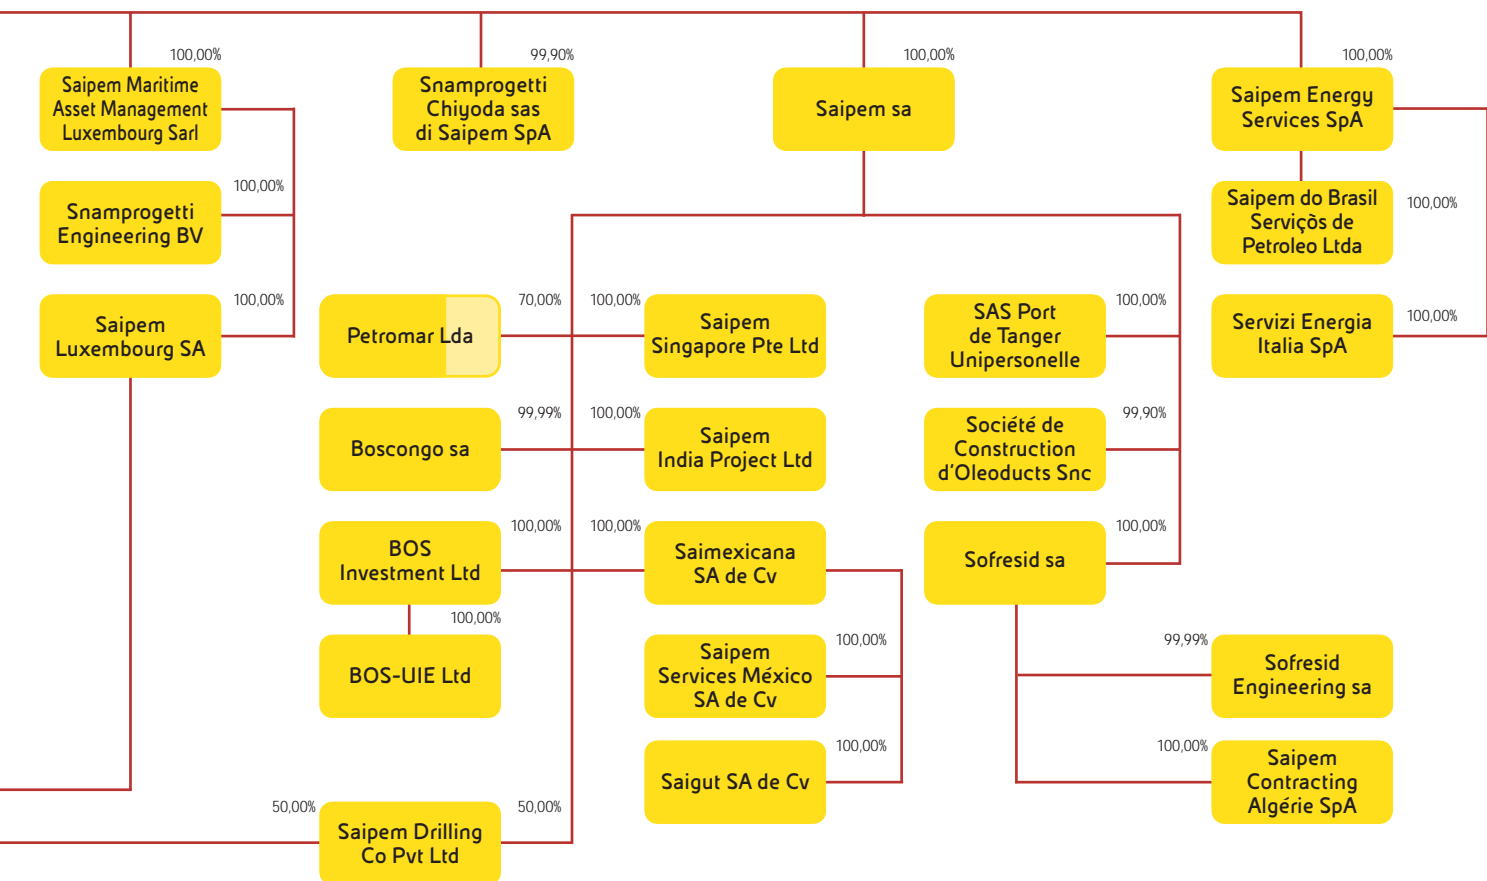 100,00%
Saipem Maritime
Asset Management
Luxembourg Sarl
99,90%
Snamprogetti
Chiyoda sas
di Saipem SpA
100,00%
Saipem sa
100,00%
Saipem Energy
Services SpA
100,00%
Snamprogetti
Engineering BV
Saipem do Brasil
Serviçòs de
Petroleo Ltda
100,00%
100,00%
Saipem
Luxembourg SA
Petromar Lda
70,00%
100,00%
Saipem
Singapore Pte Ltd
SAS Port
de Tanger
Unipersonelle
100,00%
Servizi Energia
Italia SpA
100,00%
Boscongo sa
99,99%
100,00%
Saipem
India Project Ltd
Société de
Construction
d'Oleoducts Snc
99,90%
BOS
Investment Ltd
100,00%
100,00%
Saimexicana
SA de Cv
Sofresid sa
100,00%
100,00%
BOS-UIE Ltd
Saipem
Services México
SA de Cv
100,00%
99,99%
Sofresid
Engineering sa
Saigut SA de Cv
100,00%
100,00%
Saipem
Contracting
Algérie SpA
50,00%
Saipem Drilling
Co Pvt Ltd
50,00%